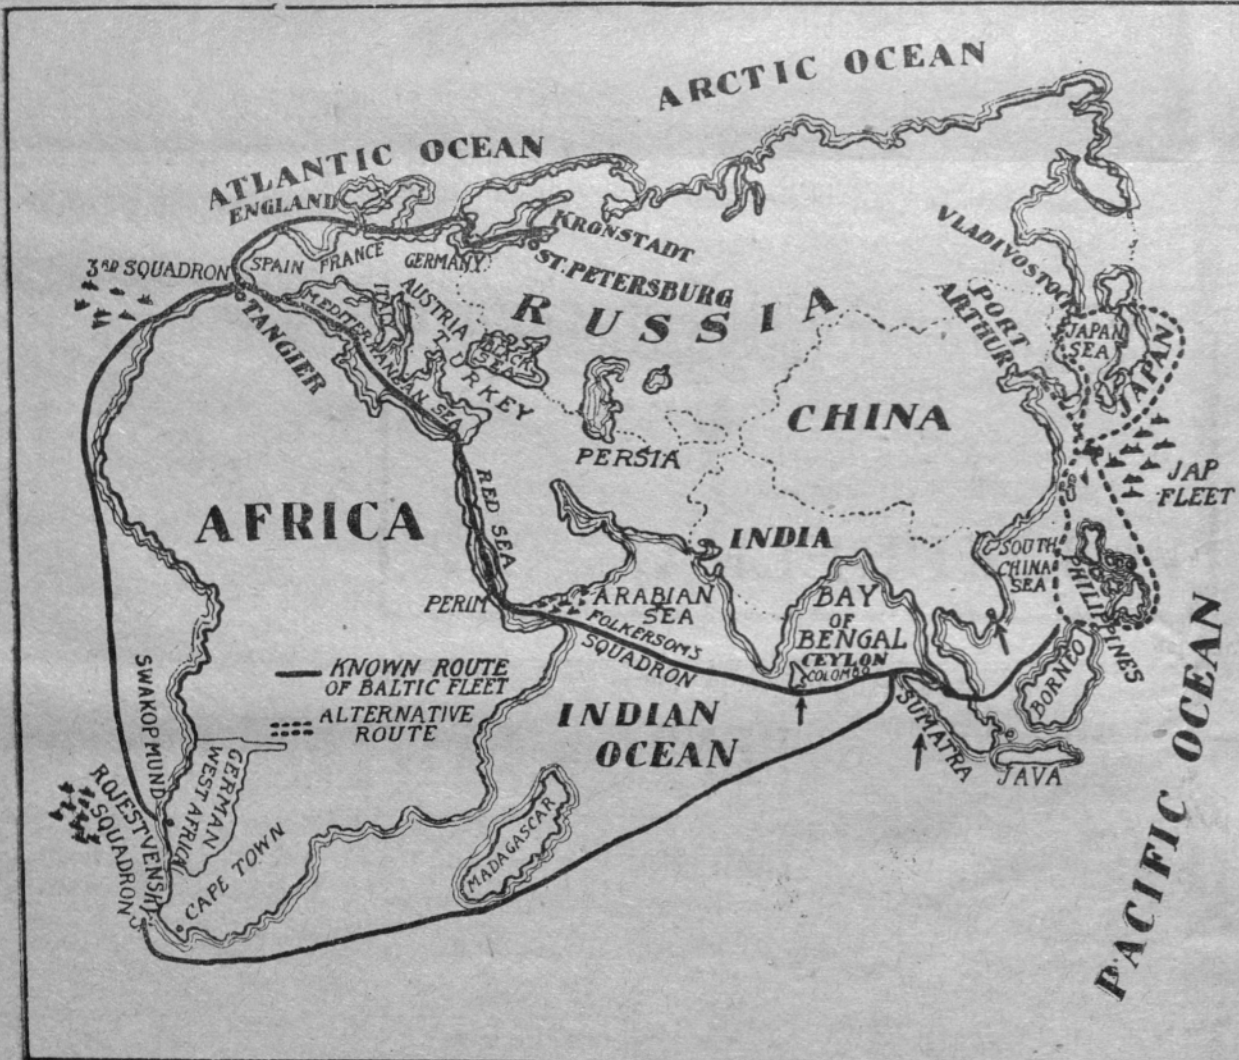 ARCTIC OCEAN
ATLANTIC OCEAN
ENGLAND
KRONSTADT
ST. PETERSBURG
VLADIVOSTOCK
3RD SQUADRON
SPAIN
FRANCE
GERMANY
AUSTRIA
ITALY
TURKEY
BLACK
SEA
RUSSIA
PORT
ARTHUR
JAPAN
SEA
JAPAN
TANGIER
MEDITERRANEAN SEA
CHINA
PERSIA
JAP
FLEET
AFRICA
RED SEA
INDIA
SOUTH
CHINA
SEA
PHILIPPINES
PERIM
ARABIAN
SEA
FOLKERSOM'S
SQUADRON
BAY
OF
BENGAL
CEYLON
COLOMBO
BORNEO
SUMATRA
JAVA
PACIFIC OCEAN
KNOWN ROUTE
OF BALTIC FLEET
ALTERNATIVE
ROUTE
INDIAN
OCEAN
SWAKOPMUND
GERMAN
WEST AFRICA
ROJESTVENSKY'S
SQUADRON
CAPE TOWN
MADAGASCAR